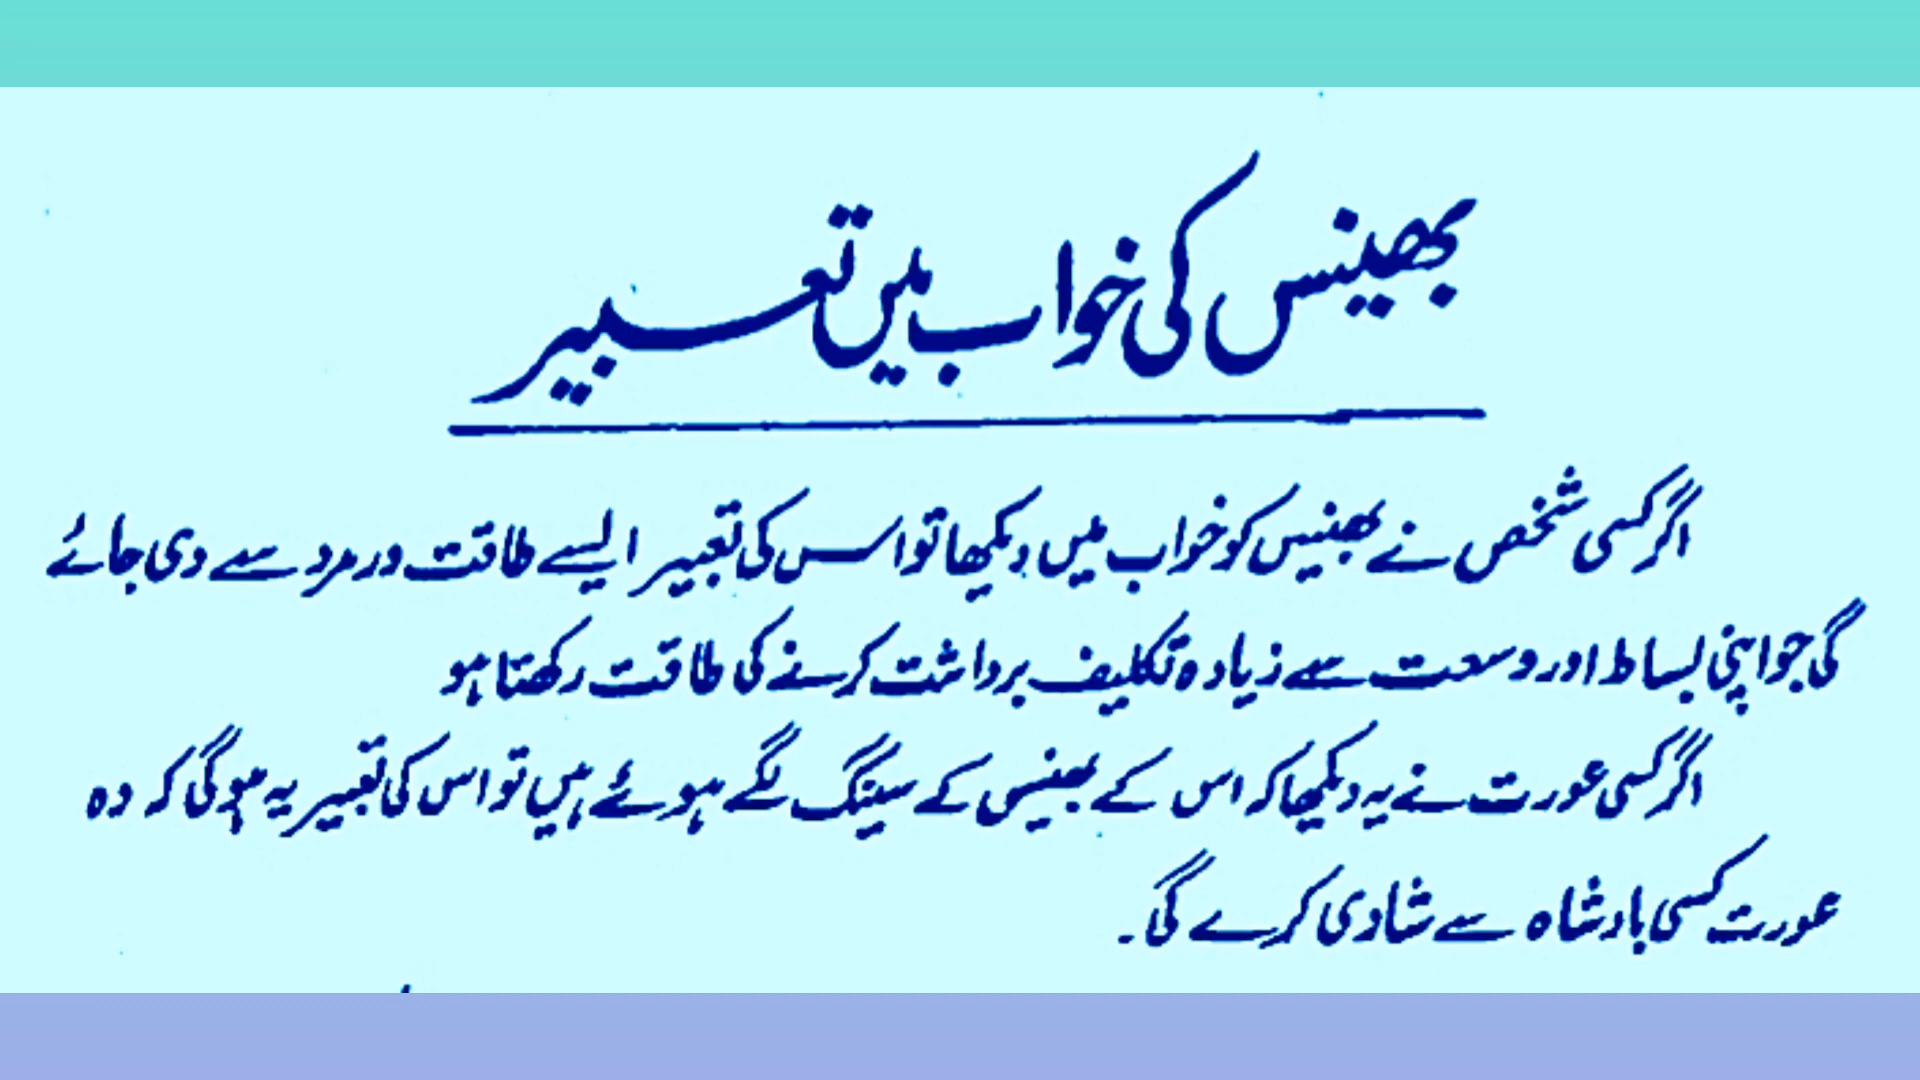 بھینس کی خواب میں تعبیر
اگر کسی شخص نے بھینس کو خواب میں دیکھا تو اس کی تعبیر ایسے طاقت ور مرد سے دی جائے
گی جو اپنی بساط اور وسعت سے زیادہ تکلیف برداشت کرنے کی طاقت رکھتا ہو
اگر کسی عورت نے یہ دیکھا کہ اس کے بھینس کے سینگ لگے ہوئے ہیں تو اس کی تعبیر یہ ہوگی کہ وہ
عورت کسی بادشاہ سے شادی کرے گی۔